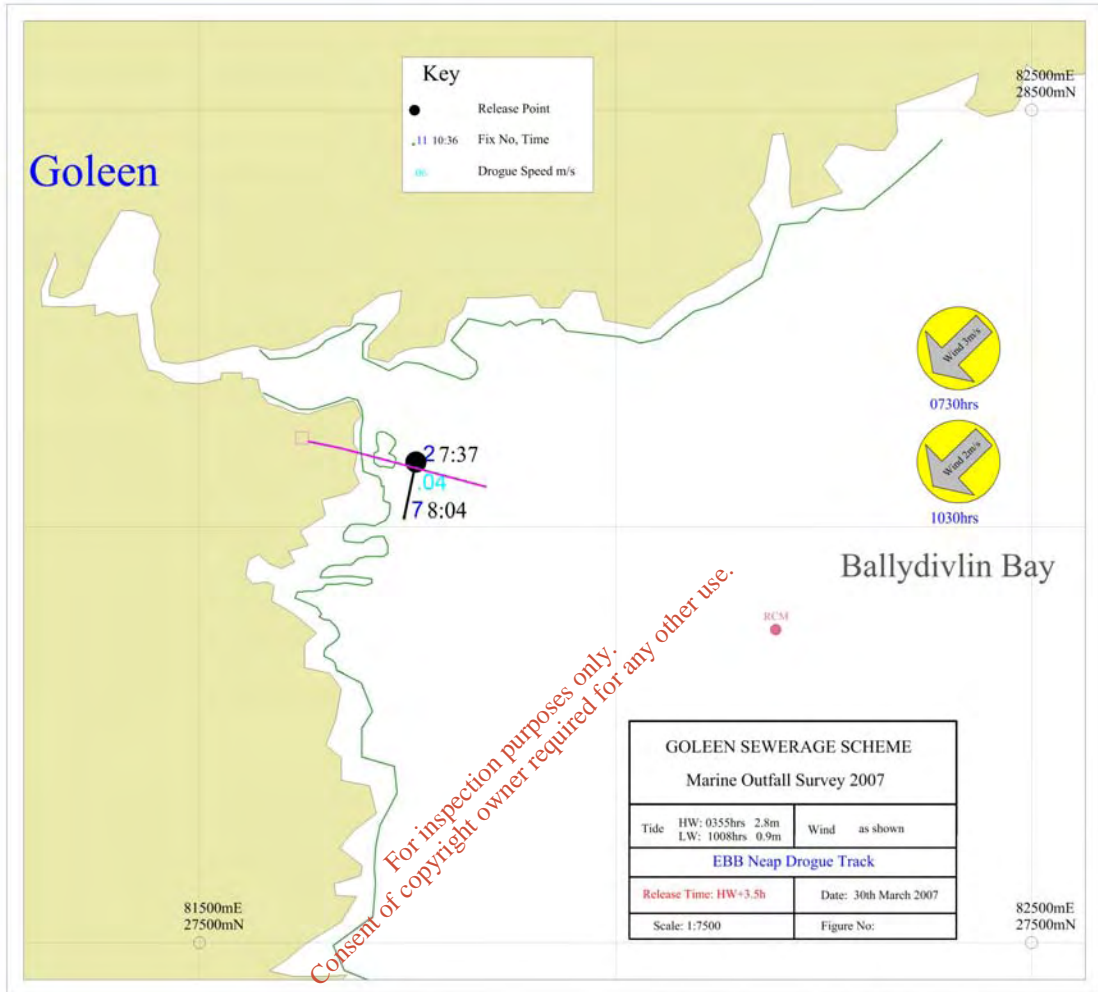 Key
Release Point
.11 10:36 Fix No, Time
.06 Drogue Speed m/s
82500mE
28500mN
Goleen
Wind 3m/s
0730hrs
2 7:37
.04
7 8:04
Wind 2m/s
1030hrs
Ballydivlin Bay
RCM
For inspection purposes only.
Consent of copyright owner required for any other use.
GOLEEN SEWERAGE SCHEME
Marine Outfall Survey 2007
Tide HW: 0355hrs 2.8m
LW: 1008hrs 0.9m
Wind as shown
EBB Neap Drogue Track
Release Time: HW+3.5h
Date: 30th March 2007
Scale: 1:7500
Figure No:
81500mE
27500mN
82500mE
27500mN